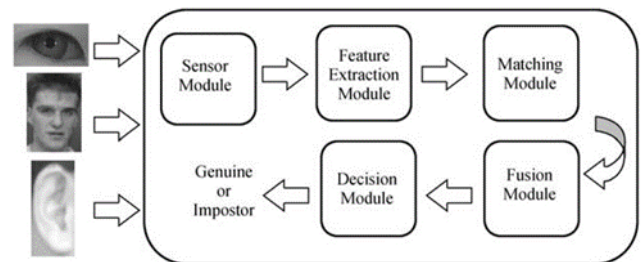 Sensor
Module
Feature
Extraction
Module
Matching
Module
Fusion
Module
Decision
Module
Genuine
or
Impostor